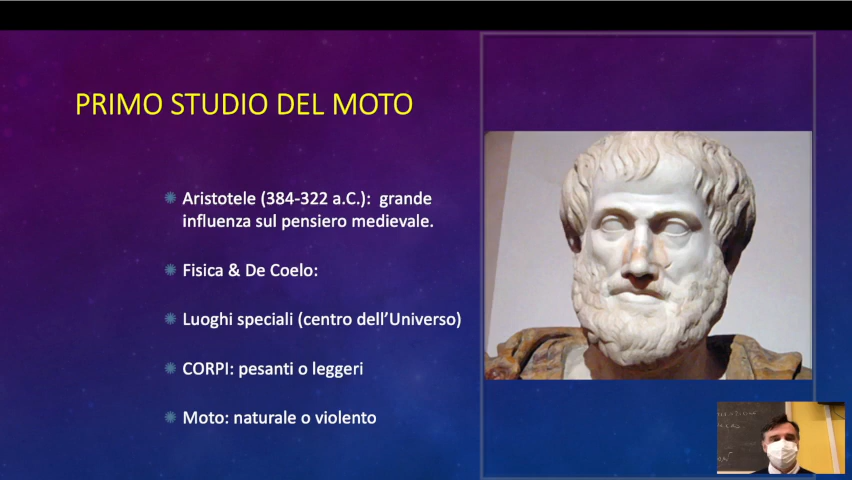 PRIMO STUDIO DEL MOTO
Aristotele (384-322 a.C.): grande
influenza sul pensiero medievale.
Fisica & De Coelo:
Luoghi speciali (centro dell’Universo)
CORPI: pesanti o leggeri
Moto: naturale o violento